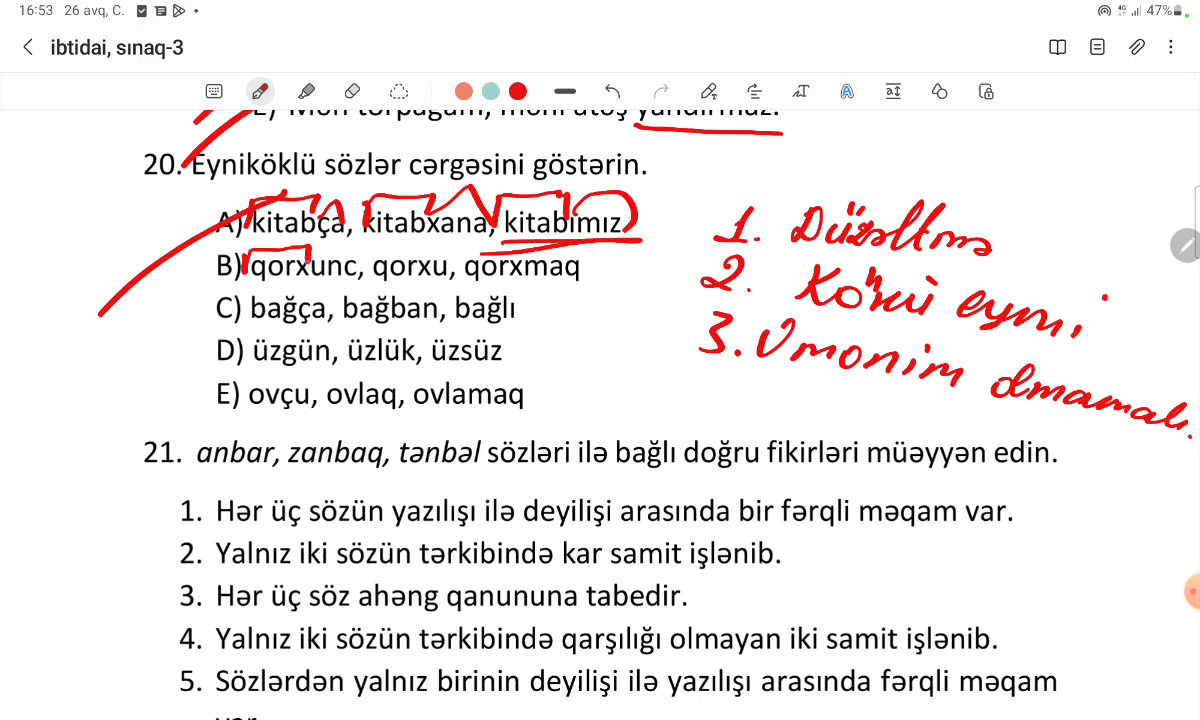 16:53 26 avq, C. 4G 47%
ibtidai, sınaq-3
yandırmaz.
20. Eyniköklü sözlər cərgəsini göstərin.
A) kitabça, kitabxana, kitabımız
B) qorxunc, qorxu, qorxmaq
C) bağça, bağban, bağlı
D) üzgün, üzlük, üzsüz
E) ovçu, ovlaq, ovlamaq
1. Düzəltmə
2. Kökü eyni
3. Omonim olmamalı.
21. anbar, zanbaq, tənbəl sözləri ilə bağlı doğru fikirləri müəyyən edin.
1. Hər üç sözün yazılışı ilə deyilişi arasında bir fərqli məqam var.
2. Yalnız iki sözün tərkibində kar samit işlənib.
3. Hər üç söz ahəng qanununa tabedir.
4. Yalnız iki sözün tərkibində qarşılığı olmayan iki samit işlənib.
5. Sözlərdən yalnız birinin deyilişi ilə yazılışı arasında fərqli məqam